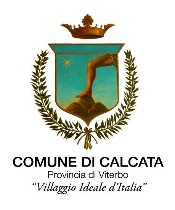 COMUNE DI CALCATA
Provincia di Viterbo
"Villaggio Ideale d'Italia"